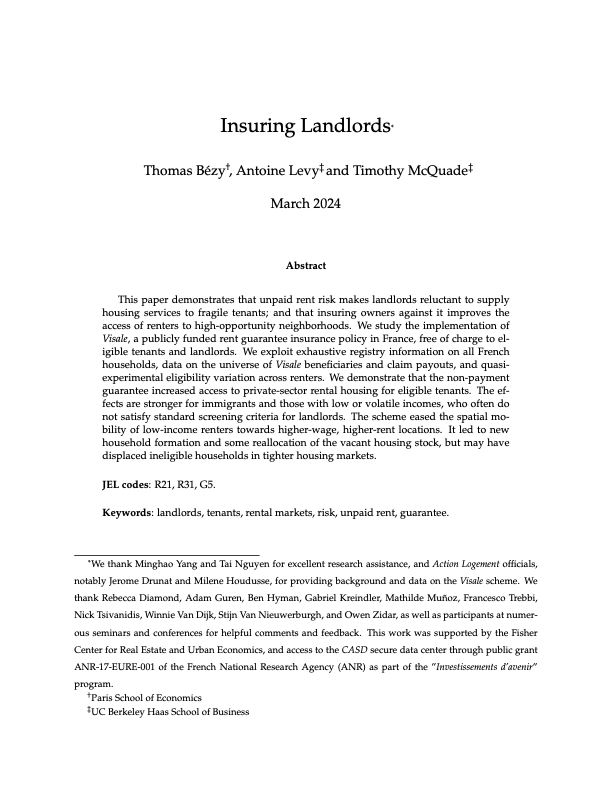 Insuring Landlords*
Thomas Bézy†, Antoine Levy‡ and Timothy McQuade‡
March 2024
Abstract
This paper demonstrates that unpaid rent risk makes landlords reluctant to supply
housing services to fragile tenants; and that insuring owners against it improves the
access of renters to high-opportunity neighborhoods. We study the implementation of
Visale, a publicly funded rent guarantee insurance policy in France, free of charge to el-
igible tenants and landlords. We exploit exhaustive registry information on all French
households, data on the universe of Visale beneficiaries and claim payouts, and quasi-
experimental eligibility variation across renters. We demonstrate that the non-payment
guarantee increased access to private-sector rental housing for eligible tenants. The ef-
fects are stronger for immigrants and those with low or volatile incomes, who often do
not satisfy standard screening criteria for landlords. The scheme eased the spatial mo-
bility of low-income renters towards higher-wage, higher-rent locations. It led to new
household formation and some reallocation of the vacant housing stock, but may have
displaced ineligible households in tighter housing markets.
JEL codes: R21, R31, G5.
Keywords: landlords, tenants, rental markets, risk, unpaid rent, guarantee.
*We thank Minghao Yang and Tai Nguyen for excellent research assistance, and Action Logement officials,
notably Jerome Drunat and Milene Houdusse, for providing background and data on the Visale scheme. We
thank Rebecca Diamond, Adam Guren, Ben Hyman, Gabriel Kreindler, Mathilde Muñoz, Francesco Trebbi,
Nick Tsivanidis, Winnie Van Dijk, Stijn Van Nieuwerburgh, and Owen Zidar, as well as participants at numer-
ous seminars and conferences for helpful comments and feedback. This work was supported by the Fisher
Center for Real Estate and Urban Economics, and access to the CASD secure data center through public grant
ANR-17-EURE-001 of the French National Research Agency (ANR) as part of the “Investissements d’avenir”
program.
†Paris School of Economics
‡UC Berkeley Haas School of Business